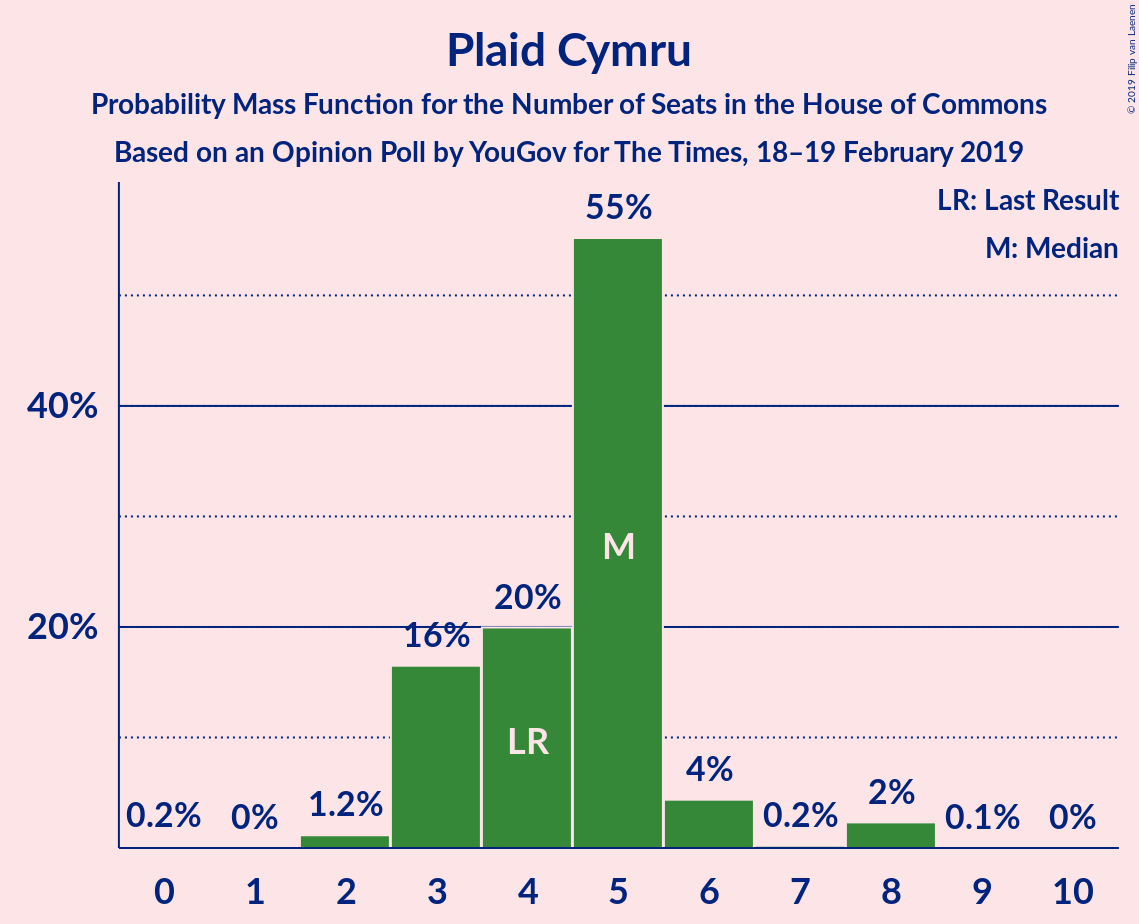 © 2019 Filip van Laenen
Plaid Cymru
Probability Mass Function for the Number of Seats in the House of Commons
Based on an Opinion Poll by YouGov for The Times, 18–19 February 2019
LR: Last Result
M: Median
55%
40%
M
20%
20%
16%
LR
4%
2%
1.2%
0.2%
0%
0.2%
0.1%
0%
0 1 2 3 4 5 6 7 8 9 10